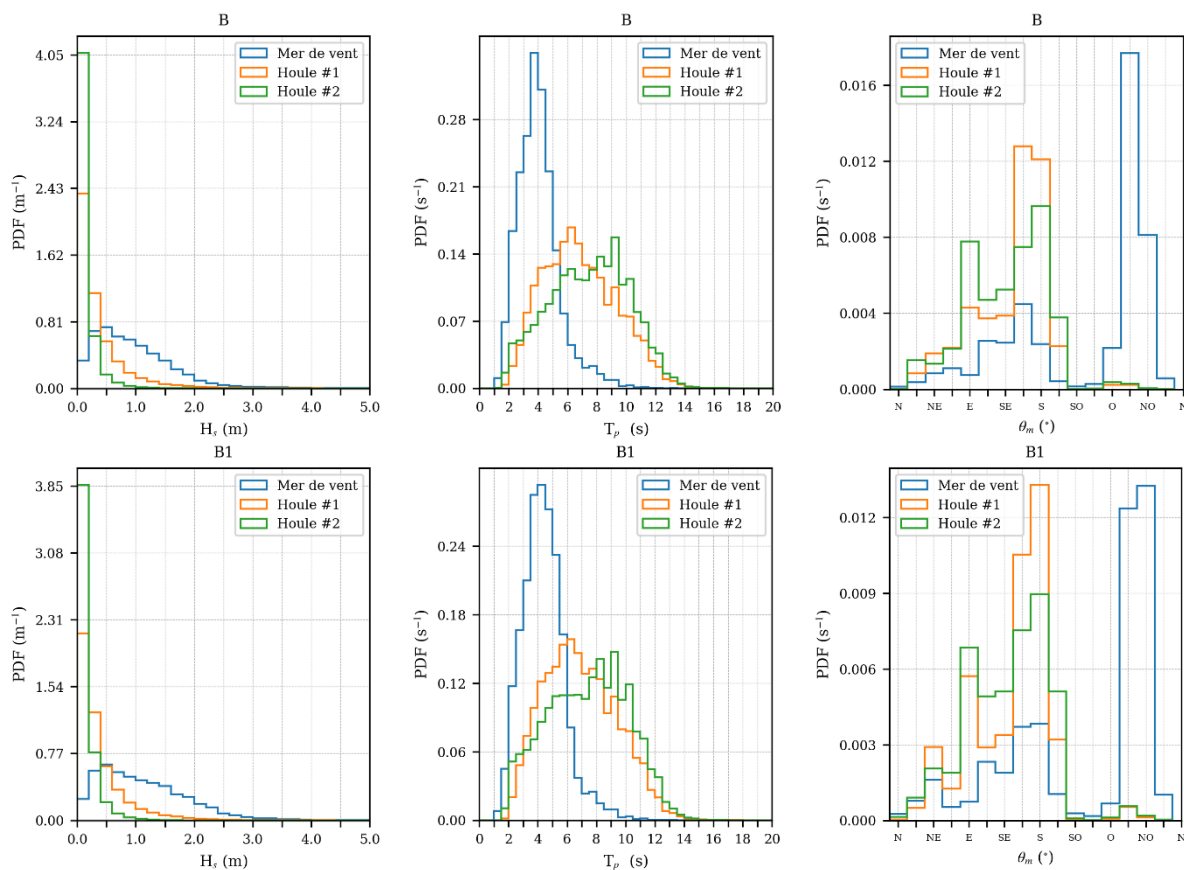 B
4.05
3.24
2.43
1.62
0.81
0.00
PDF (m⁻¹)
Mer de vent
Houle #1
Houle #2
0.0 1.0 2.0 3.0 4.0 5.0
Hₛ (m)
B
0.28
0.21
0.14
0.07
0.00
PDF (s⁻¹)
Mer de vent
Houle #1
Houle #2
0 2 4 6 8 10 12 14 16 18 20
Tₚ (s)
B
0.016
0.012
0.008
0.004
0.000
PDF (s⁻¹)
Mer de vent
Houle #1
Houle #2
N NE E SE S SO O NO N
θₘ (°)
B1
3.85
3.08
2.31
1.54
0.77
0.00
PDF (m⁻¹)
Mer de vent
Houle #1
Houle #2
0.0 1.0 2.0 3.0 4.0 5.0
Hₛ (m)
B1
0.24
0.18
0.12
0.06
0.00
PDF (s⁻¹)
Mer de vent
Houle #1
Houle #2
0 2 4 6 8 10 12 14 16 18 20
Tₚ (s)
B1
0.012
0.009
0.006
0.003
0.000
PDF (s⁻¹)
Mer de vent
Houle #1
Houle #2
N NE E SE S SO O NO N
θₘ (°)